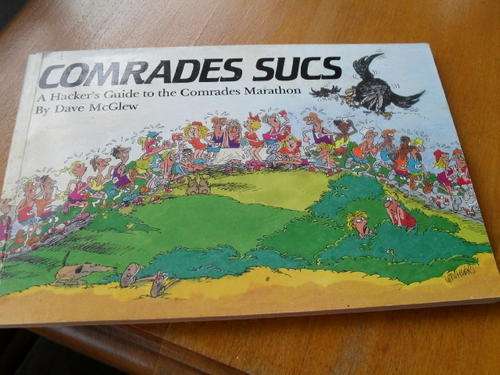 COMRADES SUCS
A Hacker's Guide to the Comrades Marathon
By Dave McGlew